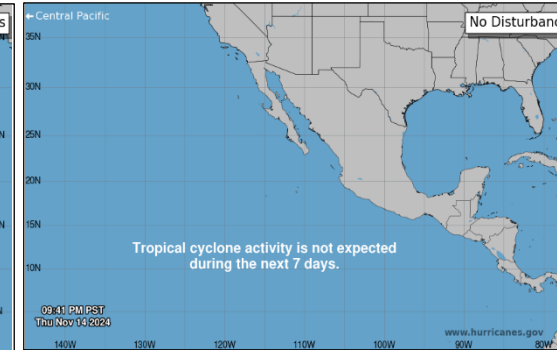 ← Central Pacific
No Disturbanc
35N
30N
25N
20N
15N
10N
Tropical cyclone activity is not expected
during the next 7 days.
09:41 PM PST
Thu Nov 14 2024
www.hurricanes.gov
140W 130W 120W 110W 100W 90W 80W